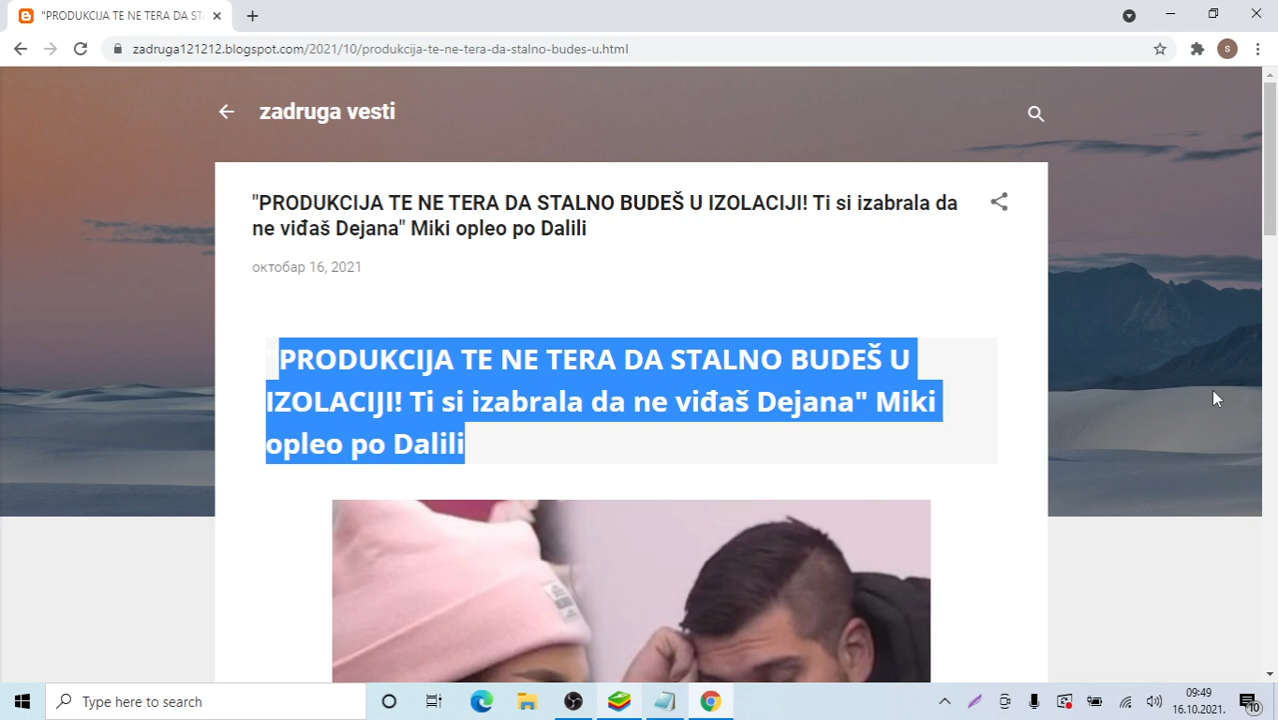 "PRODUKCIJA TE NE TERA DA ST
zadruga121212.blogspot.com/2021/10/produkcija-te-ne-tera-da-stalno-budes-u.html
S
zadruga vesti
"PRODUKCIJA TE NE TERA DA STALNO BUDEŠ U IZOLACIJI! Ti si izabrala da
ne viđaš Dejana" Miki opleo po Dalili
октобар 16, 2021
"PRODUKCIJA TE NE TERA DA STALNO BUDEŠ U
IZOLACIJI! Ti si izabrala da ne viđaš Dejana" Miki
opleo po Dalili
Type here to search
09:49
16.10.2021.
10